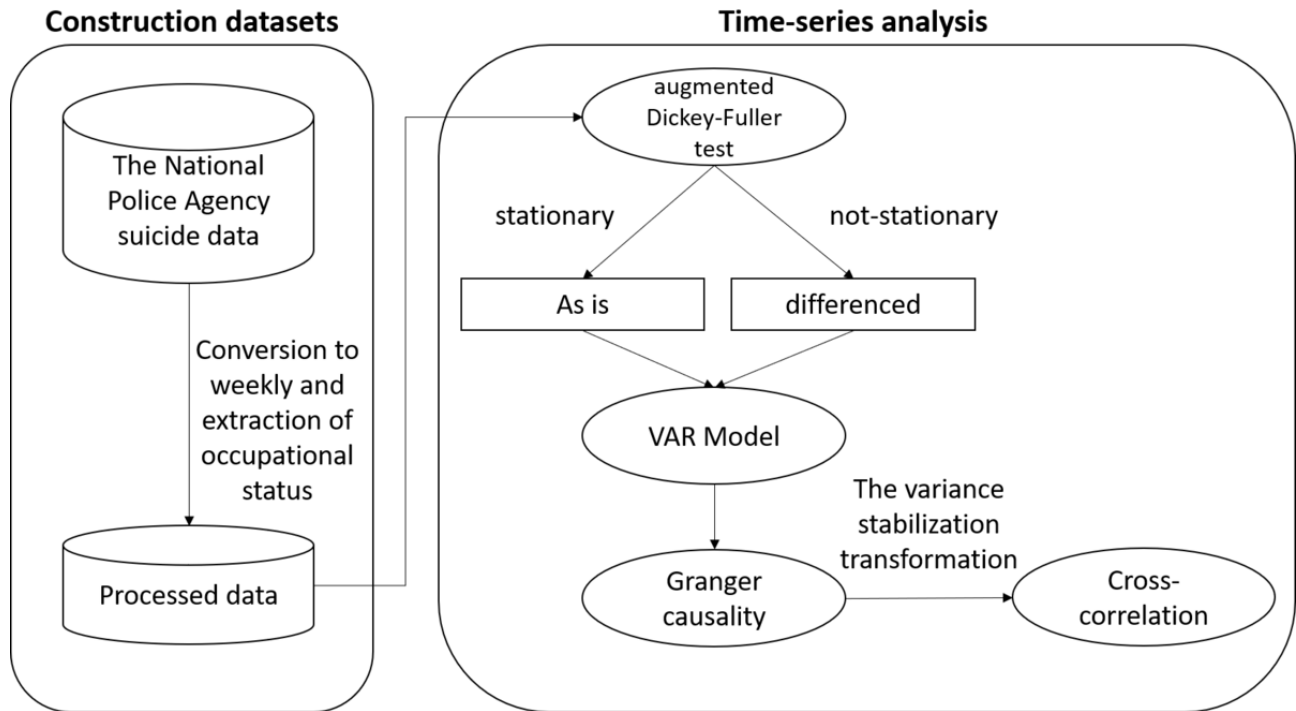 Construction datasets
The National
Police Agency
suicide data
Conversion to
weekly and
extraction of
occupational
status
Processed data
Time-series analysis
augmented
Dickey-Fuller
test
stationary
not-stationary
As is
differenced
VAR Model
Granger
causality
The variance
stabilization
transformation
Cross-
correlation